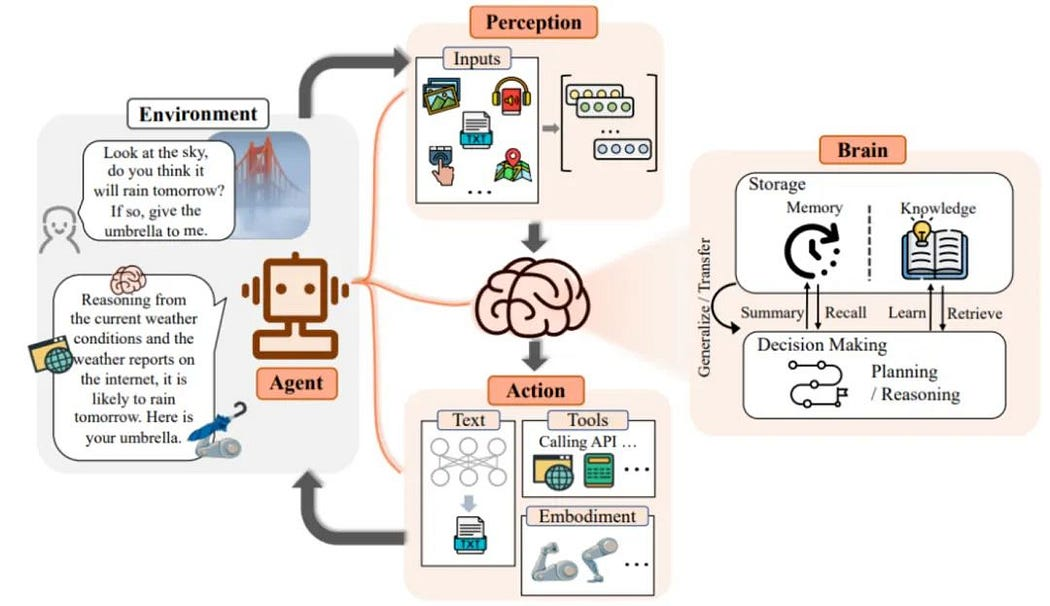 Perception
Inputs
TXT
...
...
Environment
Look at the sky,
do you think it
will rain tomorrow?
If so, give the
umbrella to me.
Reasoning from
the current weather
conditions and the
weather reports on
the internet, it is
likely to rain
tomorrow. Here is
your umbrella.
Agent
Brain
Storage
Memory
Knowledge
Generalize / Transfer
Summary
Recall
Learn
Retrieve
Decision Making
Planning
/ Reasoning
Action
Text
TXT
Tools
Calling API ...
...
Embodiment
...